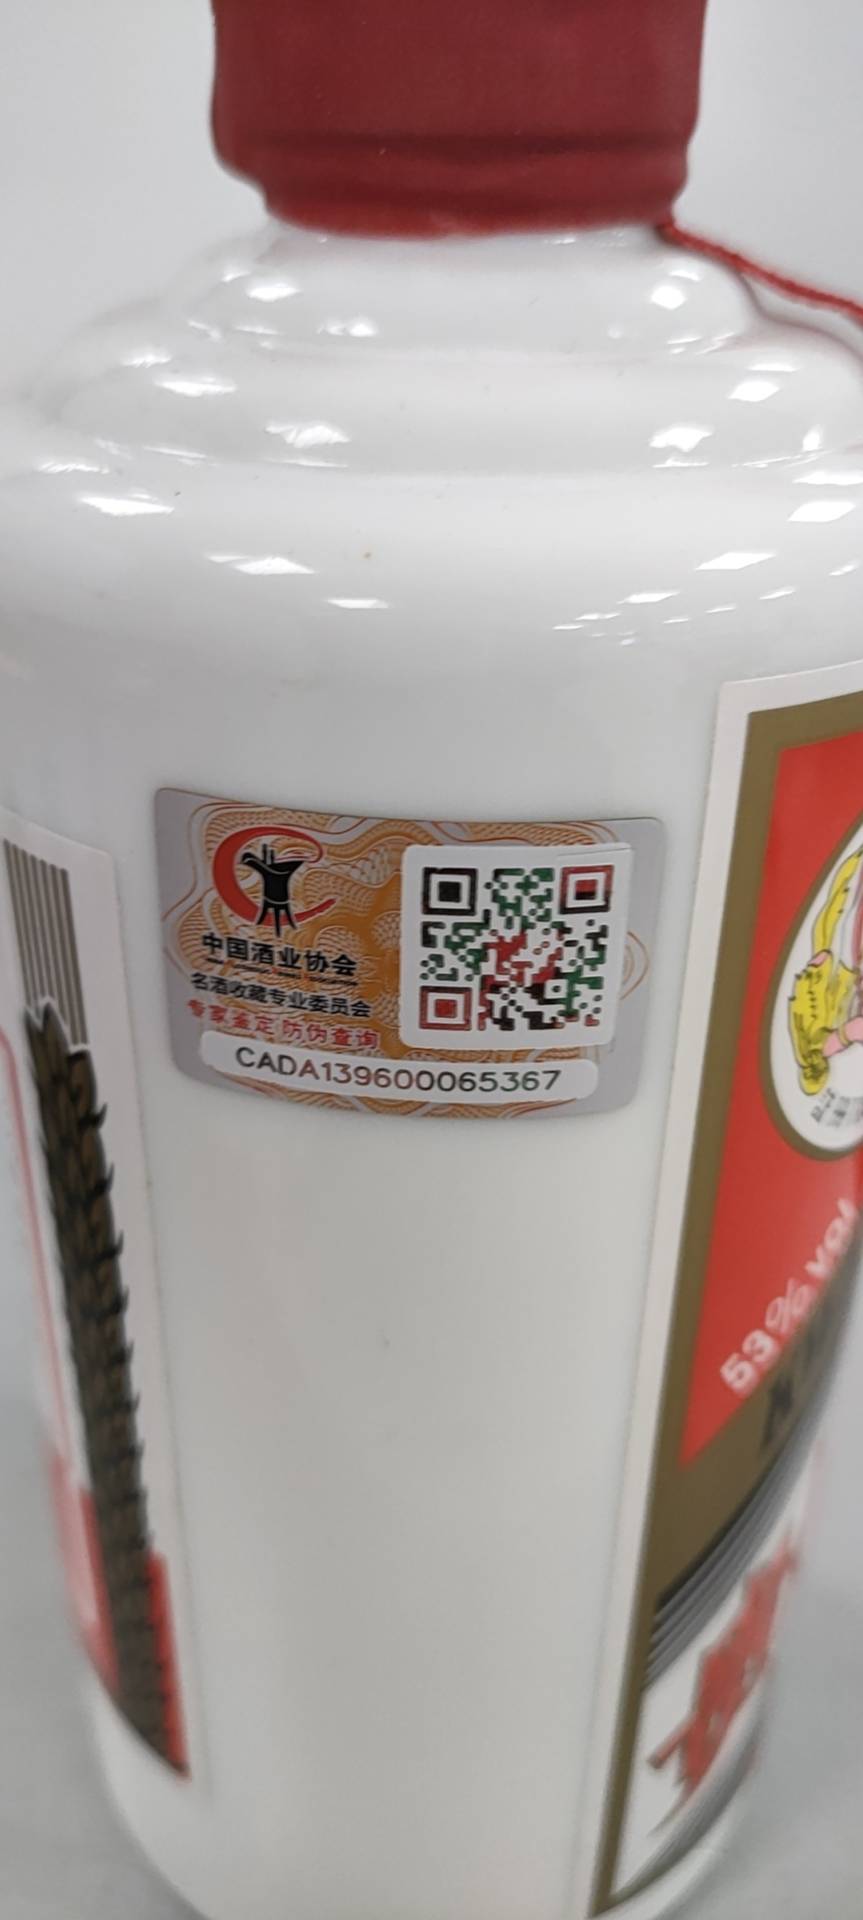 中国酒业协会
名酒收藏专业委员会
专家鉴定 防伪查询
CADA139600065367
53% vol